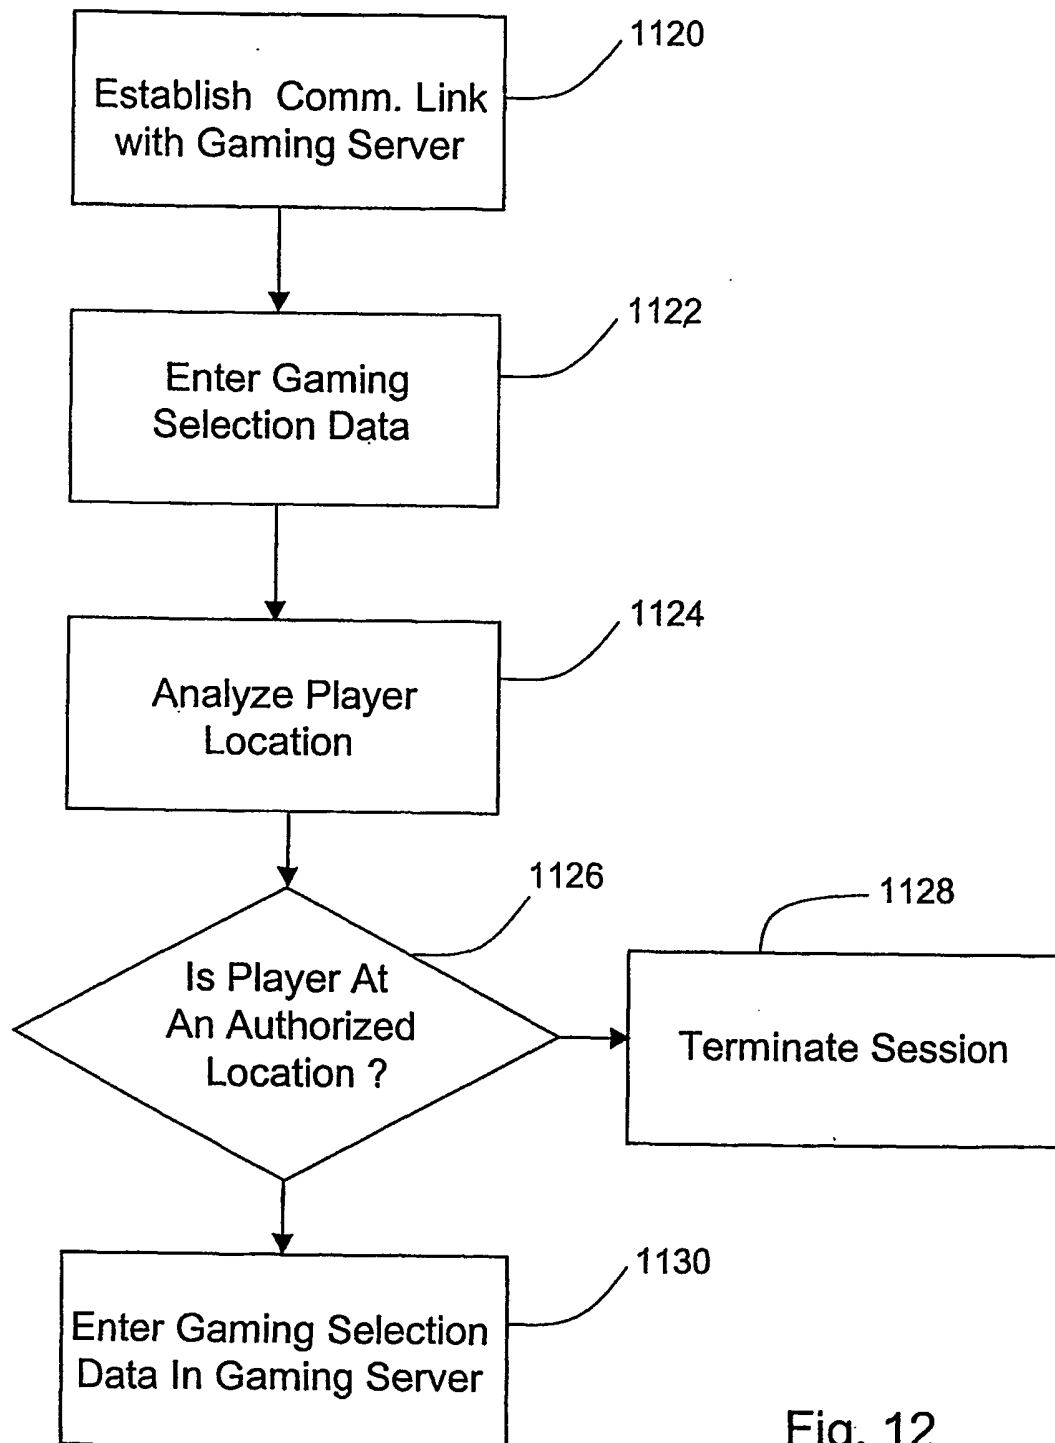 1120
Establish Comm. Link
with Gaming Server
1122
Enter Gaming
Selection Data
1124
Analyze Player
Location
1126
1128
Is Player At
An Authorized
Location ?
Terminate Session
1130
Enter Gaming Selection
Data In Gaming Server
Fig. 12